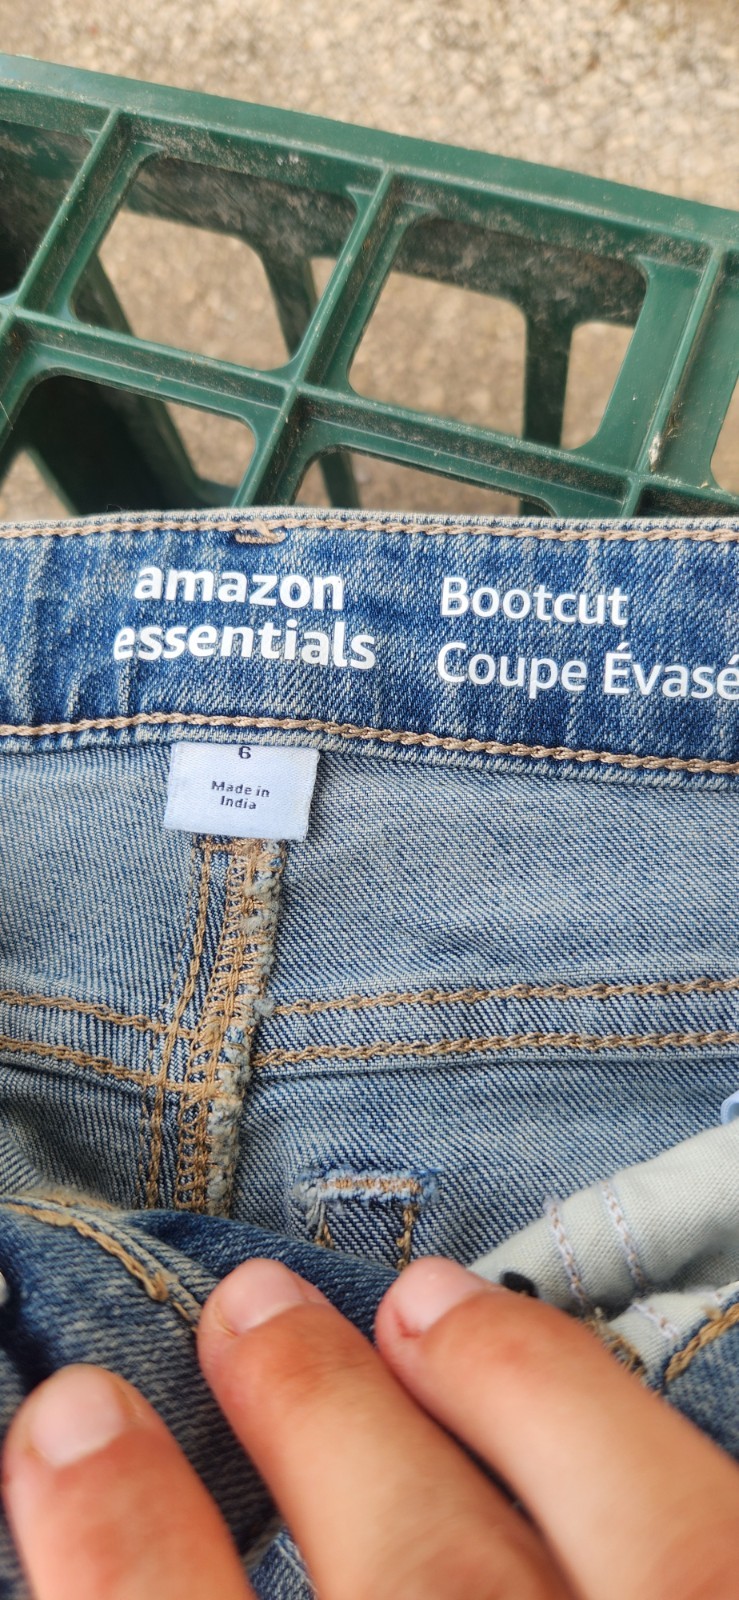 amazon
essentials
Bootcut
Coupe Évasé
6
Made in
India